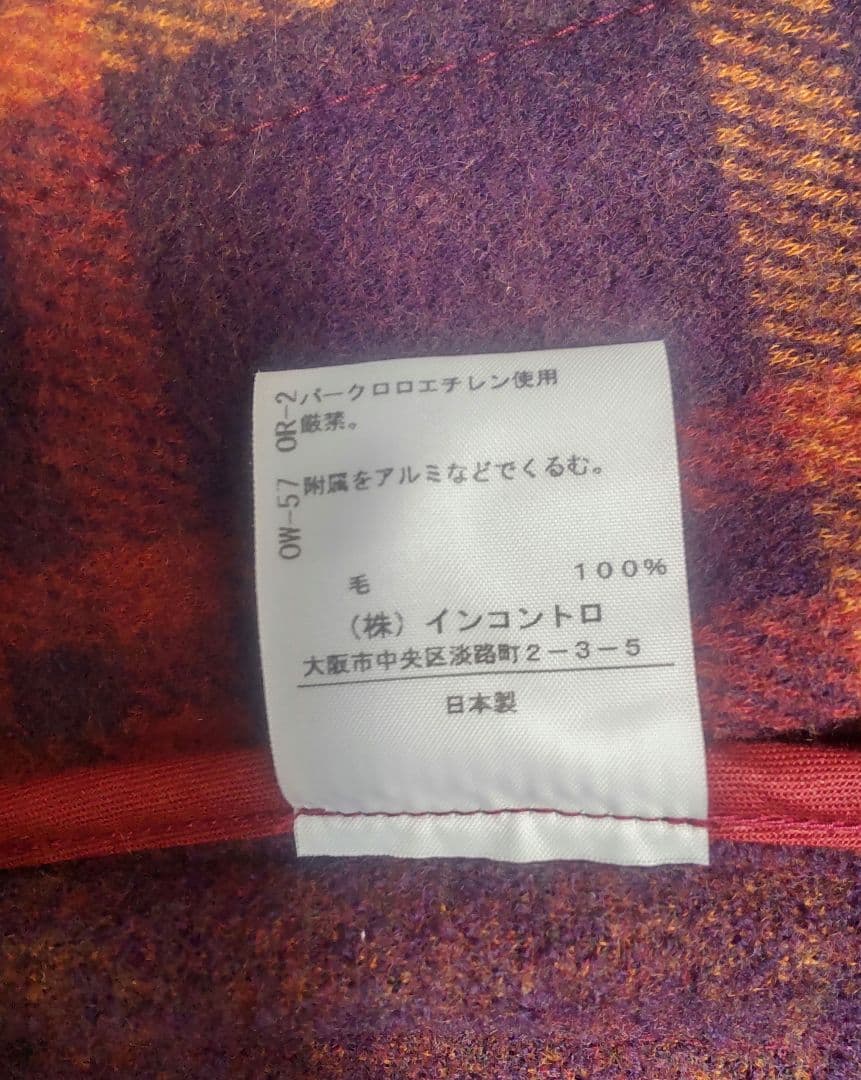 パークロロエチレン使用
厳禁。
附属をアルミなどでくるむ。
毛 100%
(株)インコントロ
大阪市中央区淡路町2-3-5
日本製
OW-57 OR-2